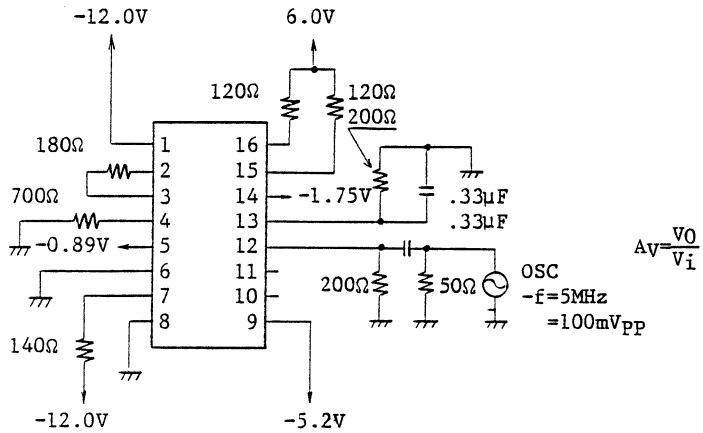 -12.0V
6.0V
120Ω
120Ω
200Ω
180Ω
700Ω
1
2
3
4
5
6
7
8
16
15
14
13
12
11
10
9
-1.75V
-0.89V
.33μF
.33μF
200Ω
50Ω
OSC
-f=5MHz
=100mVPP
AV=VO/Vi
140Ω
-12.0V
-5.2V